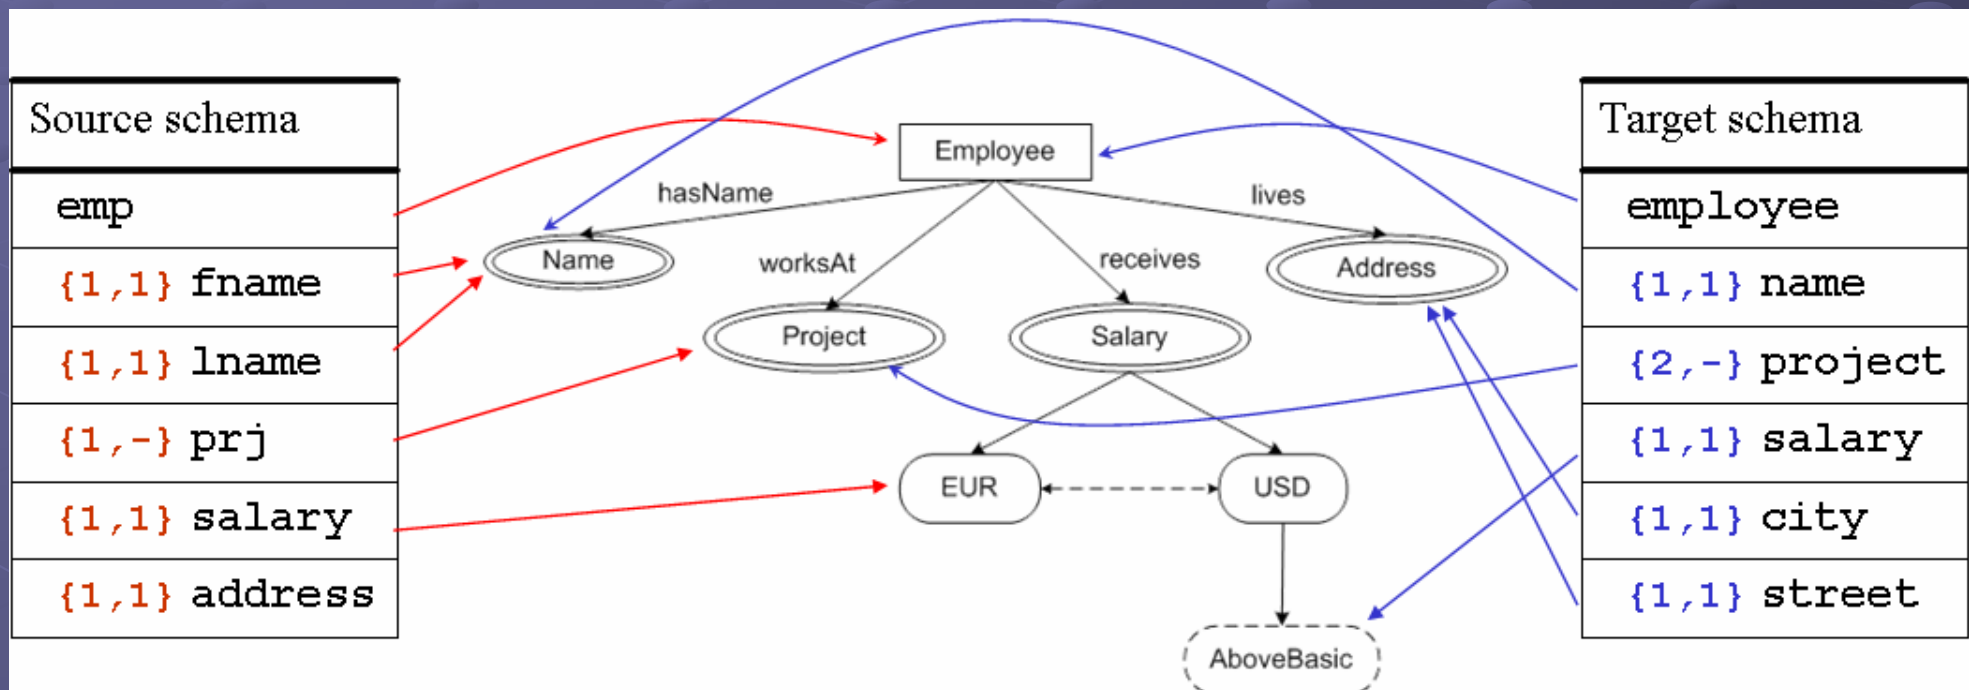 Source schema
emp
{1,1} fname
{1,1} lname
{1,-} prj
{1,1} salary
{1,1} address
Employee
hasName
lives
Name
worksAt
receives
Address
Project
Salary
EUR
USD
AboveBasic
Target schema
employee
{1,1} name
{2,-} project
{1,1} salary
{1,1} city
{1,1} street